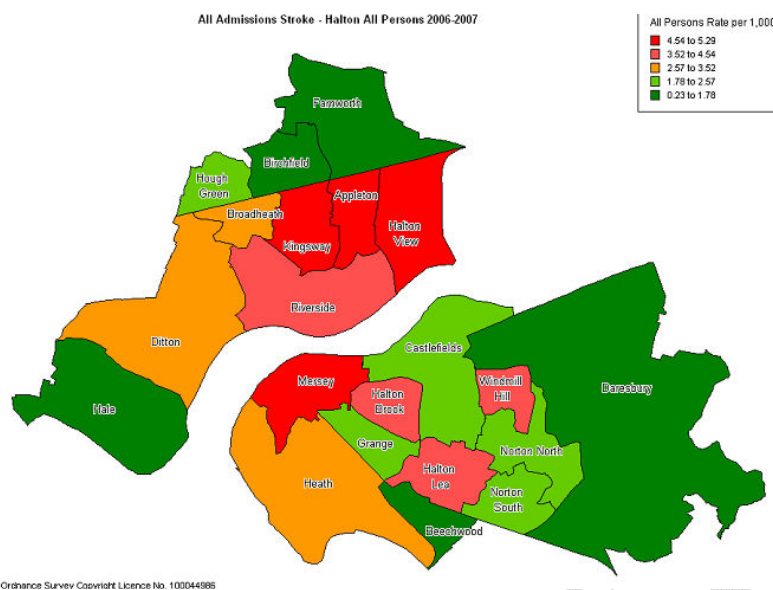 All Admissions Stroke - Halton All Persons 2006-2007
All Persons Rate per 1,000
4.54 to 5.29
3.52 to 4.54
2.57 to 3.52
1.78 to 2.57
0.23 to 1.78
Farnworth
Birchfield
Hough
Green
Appleton
Broadheath
Halton
View
Kingsway
Riverside
Ditton
Castlefields
Mersey
Windmill
Hill
Daresbury
Halton
Brook
Hale
Grange
Norton North
Halton
Lea
Heath
Norton
South
Beechwood
Ordnance Survey Copyright Licence No. 100044986